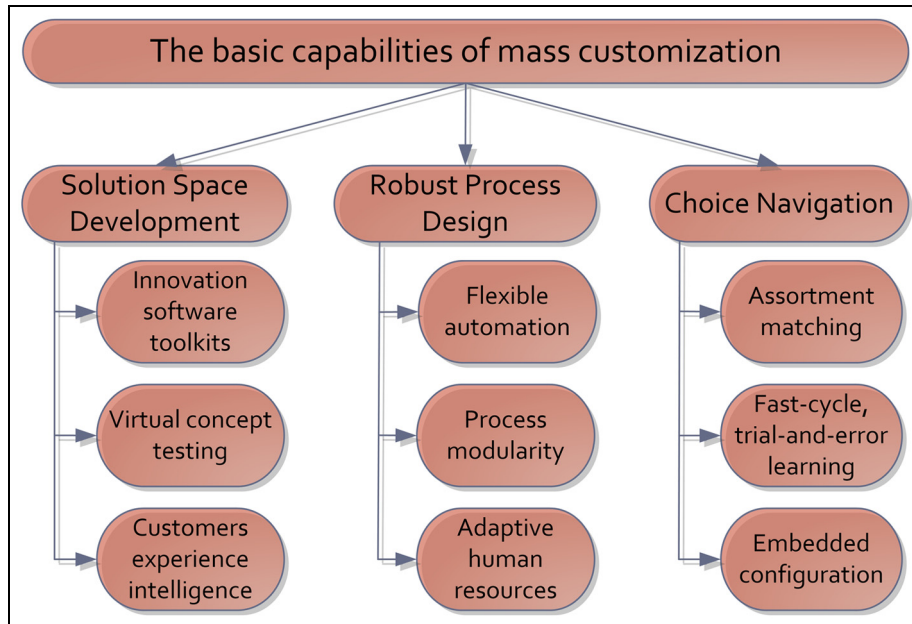 The basic capabilities of mass customization
Solution Space
Development
Innovation
software
toolkits
Virtual concept
testing
Customers
experience
intelligence
Robust Process
Design
Flexible
automation
Process
modularity
Adaptive
human
resources
Choice Navigation
Assortment
matching
Fast-cycle,
trial-and-error
learning
Embedded
configuration